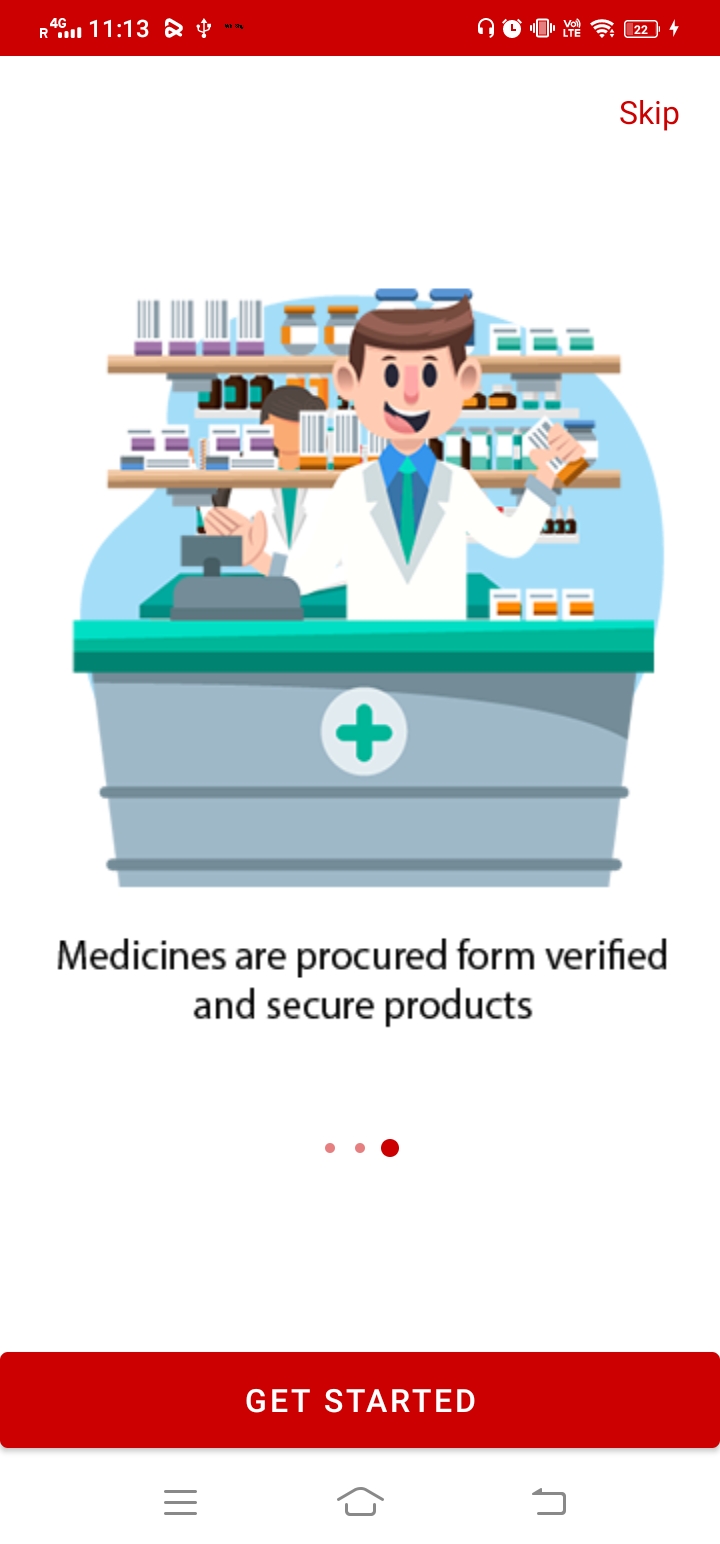 R 4G 11:13 Vo) LTE 22
Skip
Medicines are procured form verified
and secure products
GET STARTED